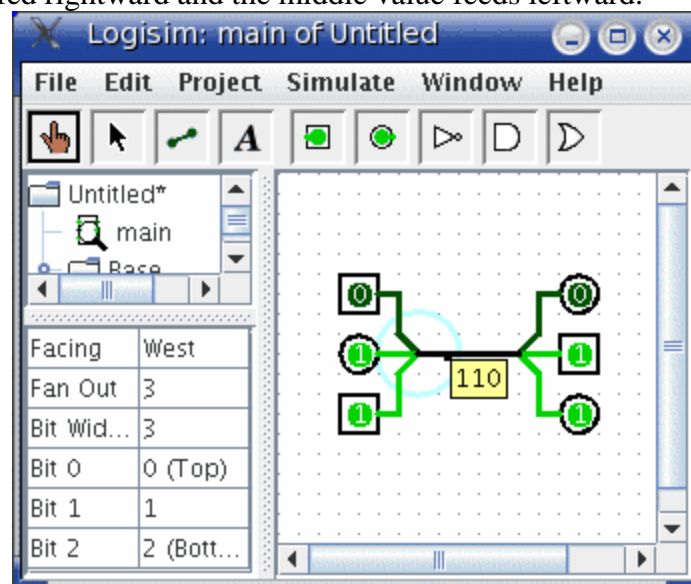 ed rightward and the middle value feeds leftward.
Logisim: main of Untitled
File Edit Project Simulate Window Help
A
Untitled*
main
Base
Facing West
Fan Out 3
Bit Wid... 3
Bit 0 0 (Top)
Bit 1 1
Bit 2 2 (Bott...
0 0
1 1
110
1 1